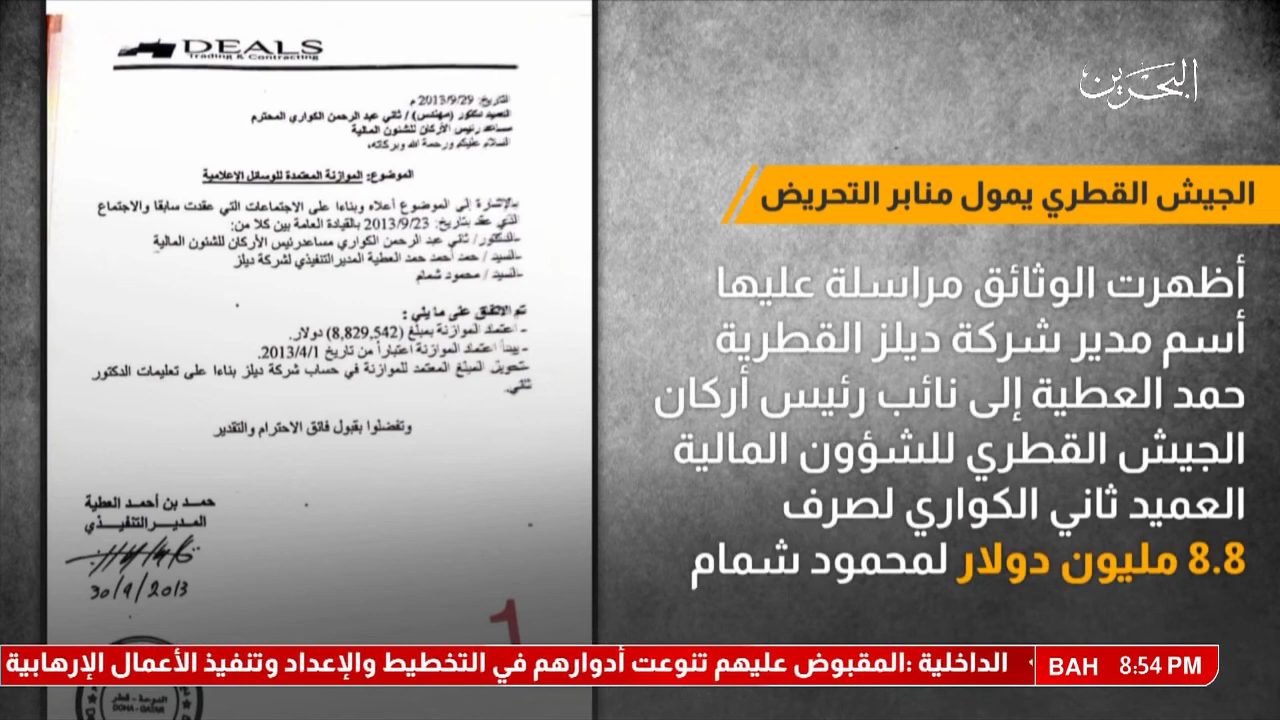 DEALS
Trading & Contracting
التاريخ: 2013/9/29 م
العميد دكتور (مهندس) / ثاني عبد الرحمن الكواري المحترم
مساعد رئيس الأركان للشئون المالية
السلام عليكم ورحمة الله وبركاته،
الموضوع: الموازنة المعتمدة للوسائل الإعلامية
بالإشارة إلى الموضوع أعلاه وبناءا على الاجتماعات التي عقدت سابقا والاجتماع
الذي عقد بتاريخ: 2013/9/23 بالقيادة العامة بين كلا من:
-الدكتور/ ثاني عبد الرحمن الكواري مساعدرئيس الأركان للشئون المالية
-السيد / حمد أحمد حمد العطية المديرالتنفيذي لشركة ديلز
-السيد / محمود شمام
تم الاتفاق على ما يلي :
- اعتماد الموازنة بمبلغ (8,829,542) دولار.
- يبدأ اعتماد الموازنة اعتباراً من تاريخ 2013/4/1.
-تحويل المبلغ المعتمد للموازنة في حساب شركة ديلز بناءا على تعليمات الدكتور
ثاني.
وتفضلوا بقبول فائق الاحترام والتقدير
حمد بن أحمد العطية
المديرالتنفيذي
30/9/2013
1
الدوحة - قطر
DOHA - QATAR
البحرين
الجيش القطري يمول منابر التحريض
أظهرت الوثائق مراسلة عليها
أسم مدير شركة ديلز القطرية
حمد العطية إلى نائب رئيس أركان
الجيش القطري للشؤون المالية
العميد ثاني الكواري لصرف
8.8 مليون دولار لمحمود شمام
الداخلية :المقبوض عليهم تنوعت أدوارهم في التخطيط والإعداد وتنفيذ الأعمال الإرهابية
BAH 8:54 PM